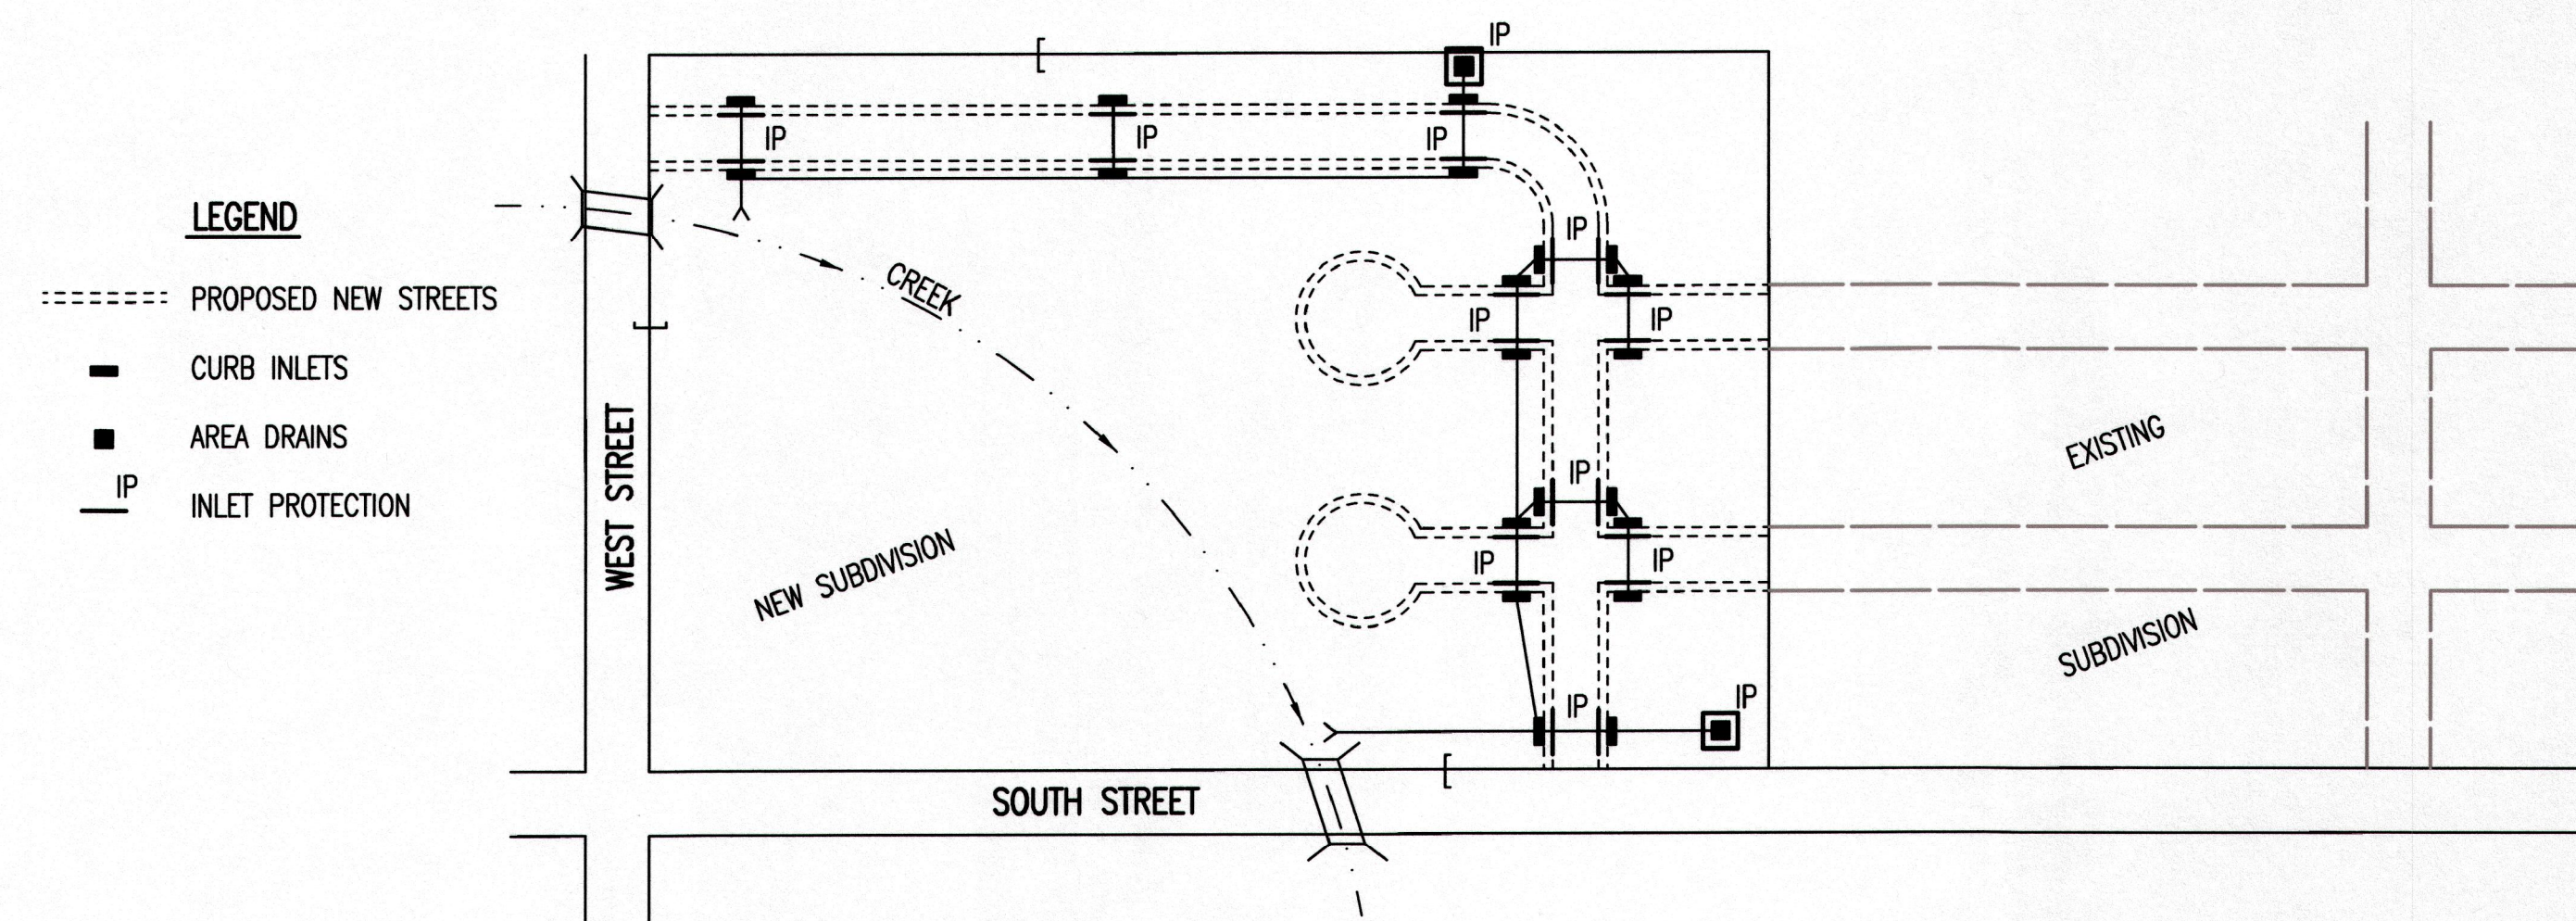 LEGEND
PROPOSED NEW STREETS
CURB INLETS
AREA DRAINS
IP
INLET PROTECTION
WEST STREET
SOUTH STREET
CREEK
NEW SUBDIVISION
EXISTING
SUBDIVISION
IP
IP
IP
IP
IP
IP
IP
IP
IP
IP
IP
IP